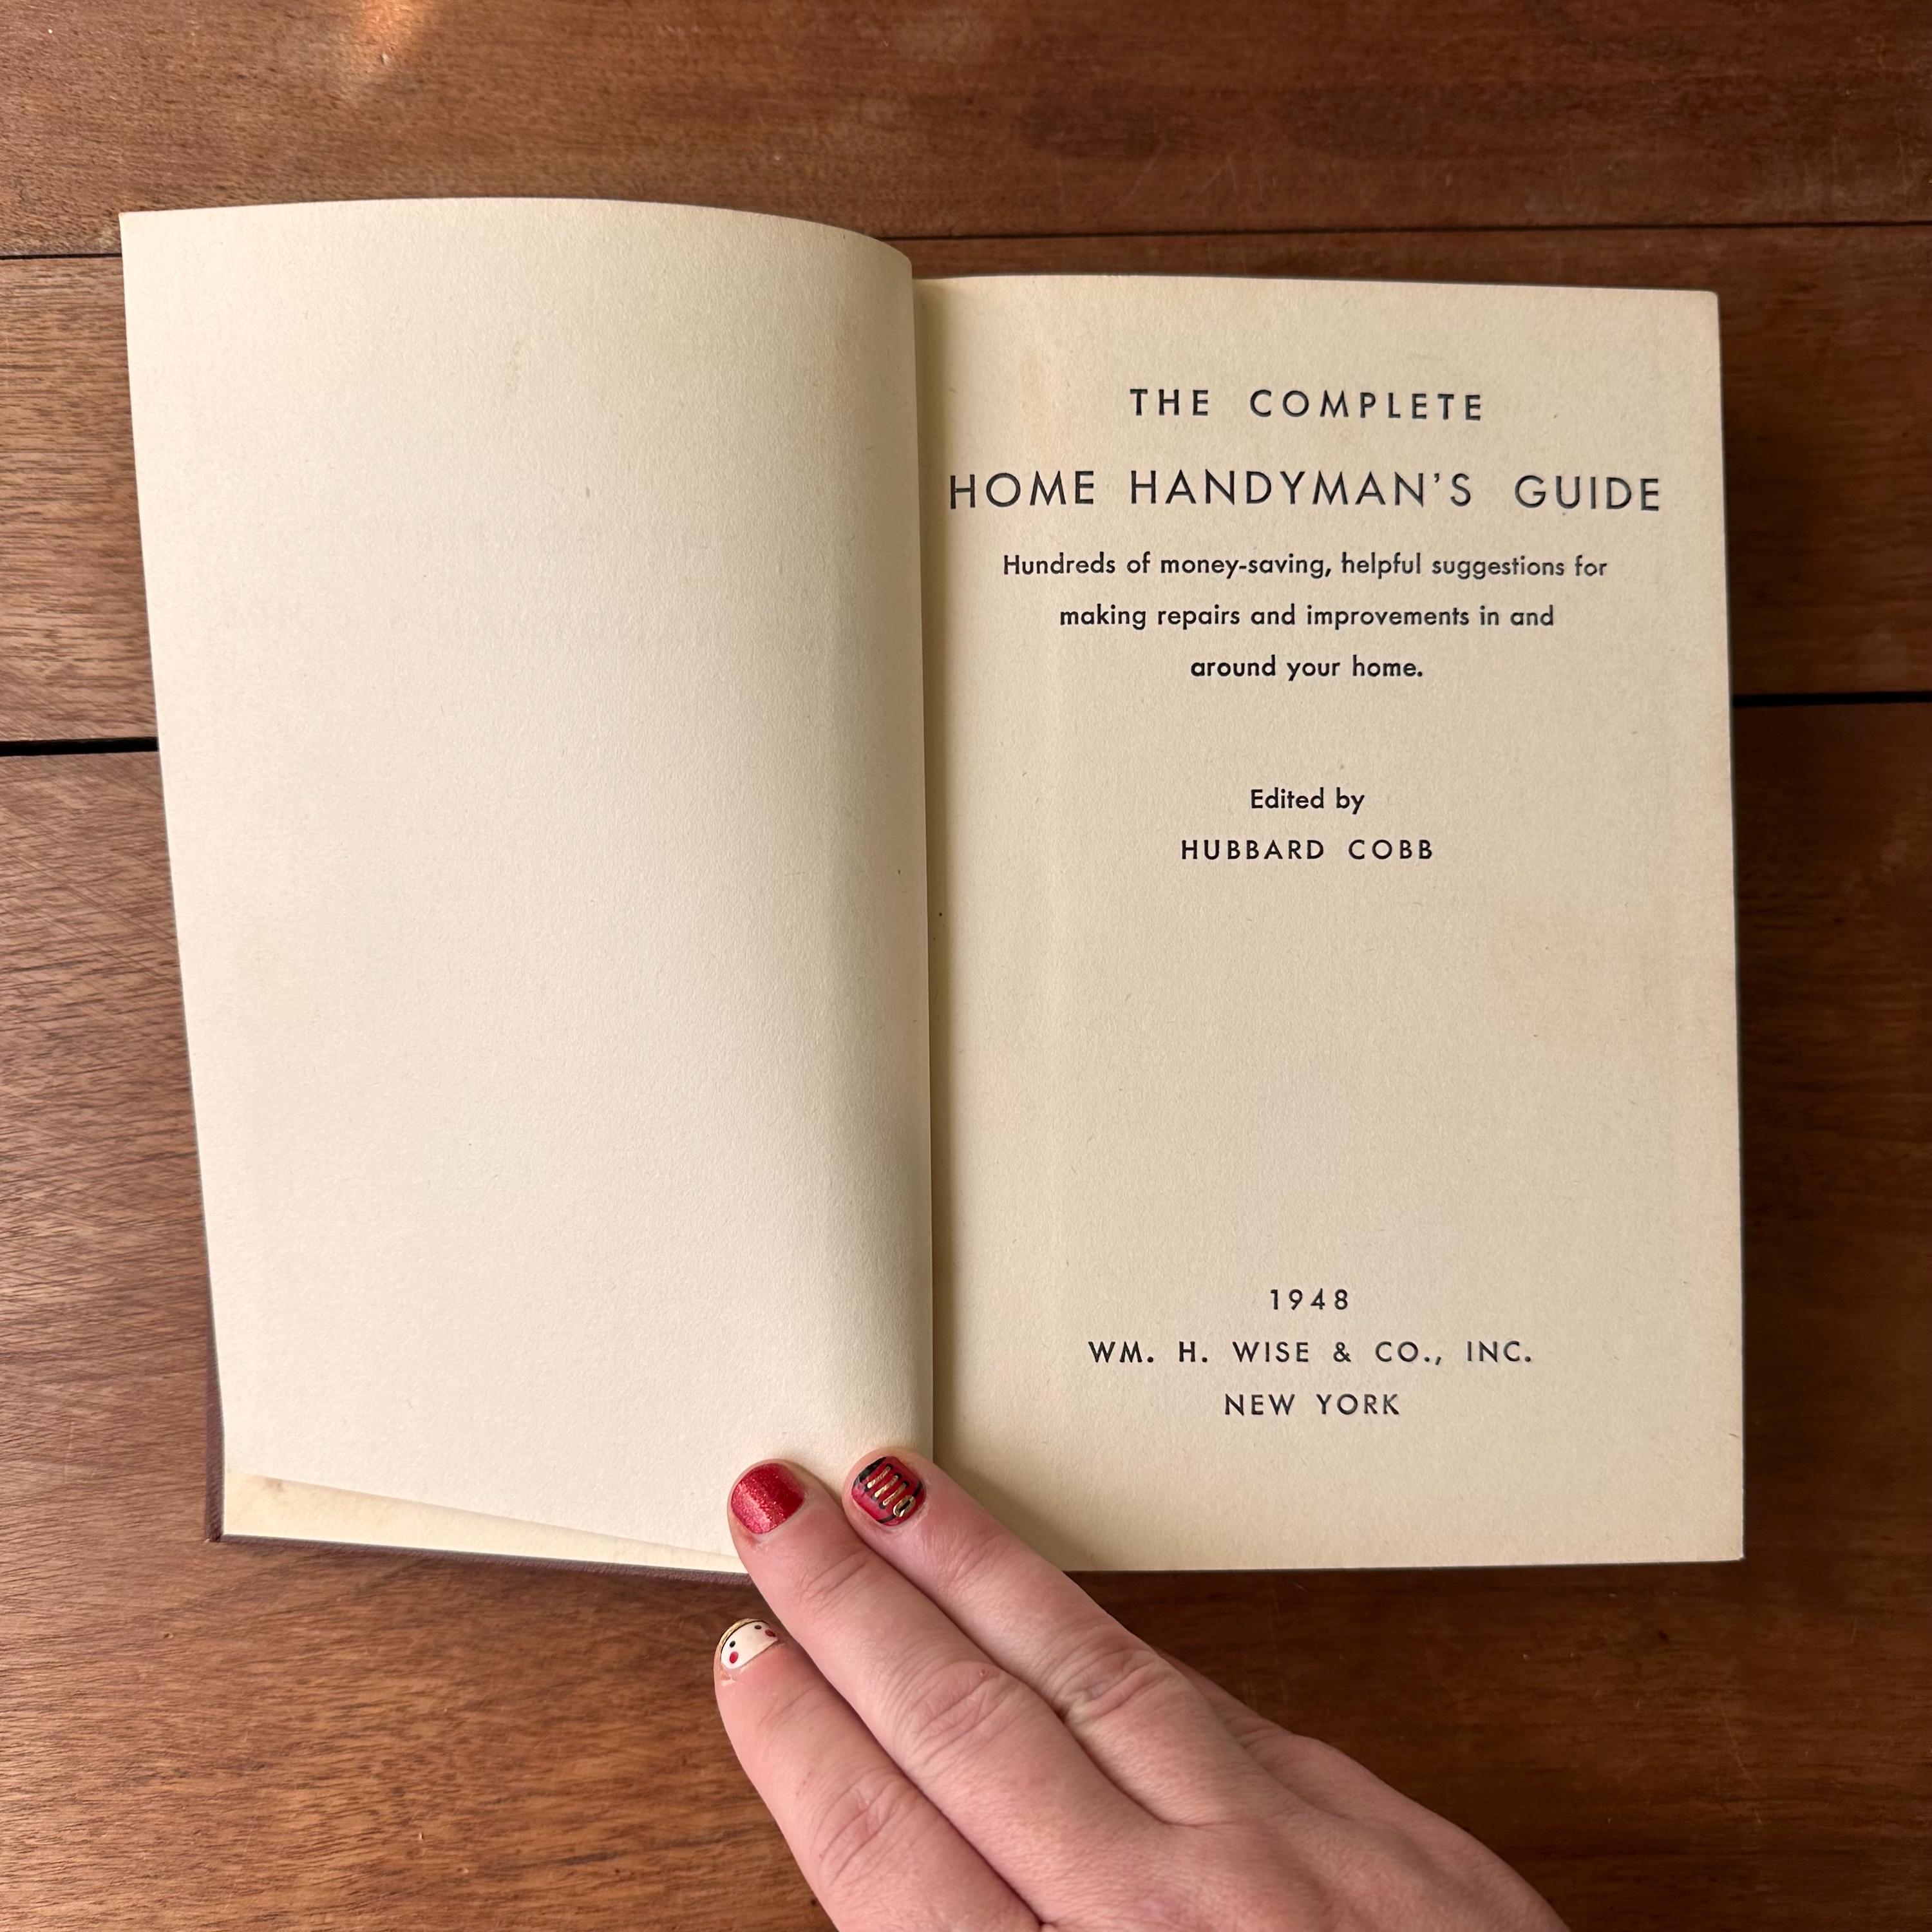 THE COMPLETE
HOME HANDYMAN'S GUIDE
Hundreds of money-saving, helpful suggestions for
making repairs and improvements in and
around your home.
Edited by
HUBBARD COBB
1948
WM. H. WISE & CO., INC.
NEW YORK